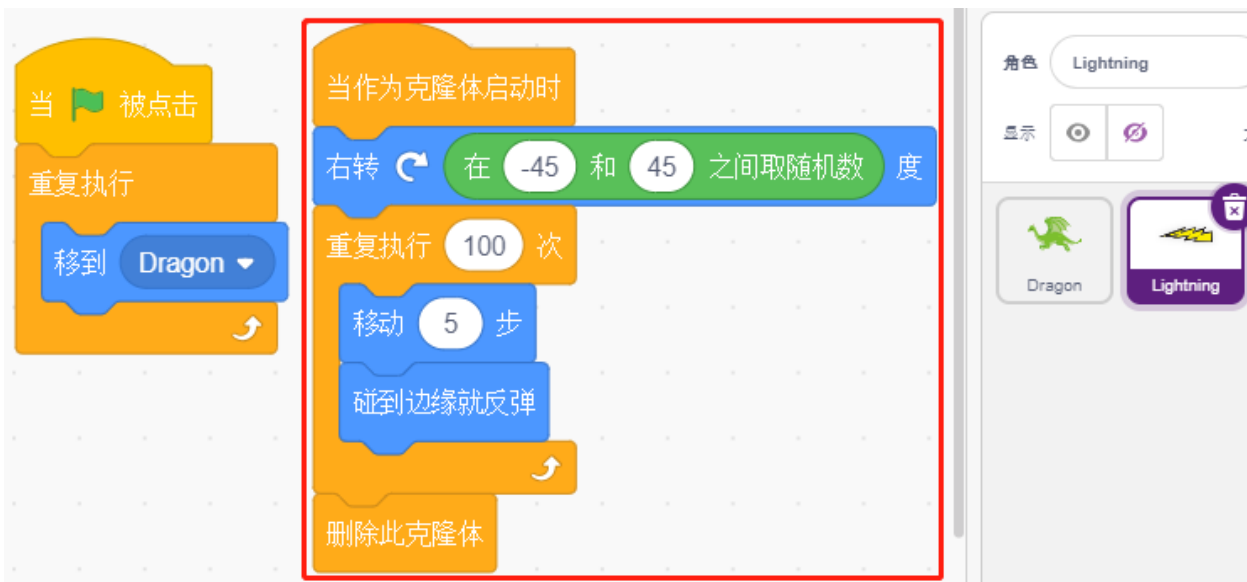 当 被点击
重复执行
移到 Dragon
当作为克隆体启动时
右转 在 -45 和 45 之间取随机数 度
重复执行 100 次
移动 5 步
碰到边缘就反弹
删除此克隆体
角色 Lightning
显示
Dragon
Lightning